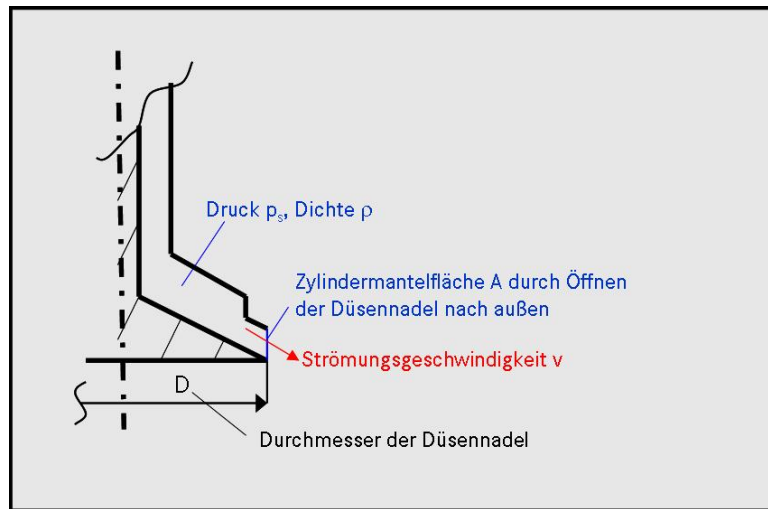 Druck pₛ, Dichte ρ
Zylindermantelfläche A durch Öffnen
der Düsennadel nach außen
Strömungsgeschwindigkeit v
D
Durchmesser der Düsennadel